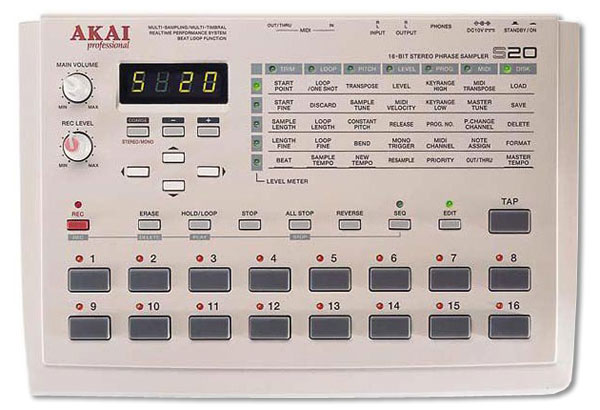 AKAI
professional
MULTI-SAMPLING/MULTI-TIMBRAL
REALTIME PERFORMANCE SYSTEM
BEAT LOOP FUNCTION
OUT/THRU MIDI IN
R L INPUT
R L OUTPUT
PHONES
DC10V
STANDBY/ON
16-BIT STEREO PHRASE SAMPLER S20
MAIN VOLUME
MIN MAX
REC LEVEL
MIN MAX
S 20
COARSE - +
STEREO/MONO
TRIM LOOP PITCH LEVEL PROG MIDI DISK
START POINT LOOP /ONE SHOT TRANSPOSE LEVEL KEYRANGE HIGH MIDI TRANSPOSE LOAD
START FINE DISCARD SAMPLE TUNE MIDI VELOCITY KEYRANGE LOW MASTER TUNE SAVE
SAMPLE LENGTH LOOP LENGTH CONSTANT PITCH RELEASE PROG. NO. P.CHANGE CHANNEL DELETE
LENGTH FINE LOOP FINE BEND MONO TRIGGER MIDI CHANNEL NOTE ASSIGN FORMAT
BEAT SAMPLE TEMPO NEW TEMPO RESAMPLE PRIORITY OUT/THRU MASTER TEMPO
LEVEL METER
REC ERASE HOLD/LOOP STOP ALL STOP REVERSE SEQ EDIT TAP
REC DELETE PLAY
1 2 3 4 5 6 7 8
9 10 11 12 13 14 15 16